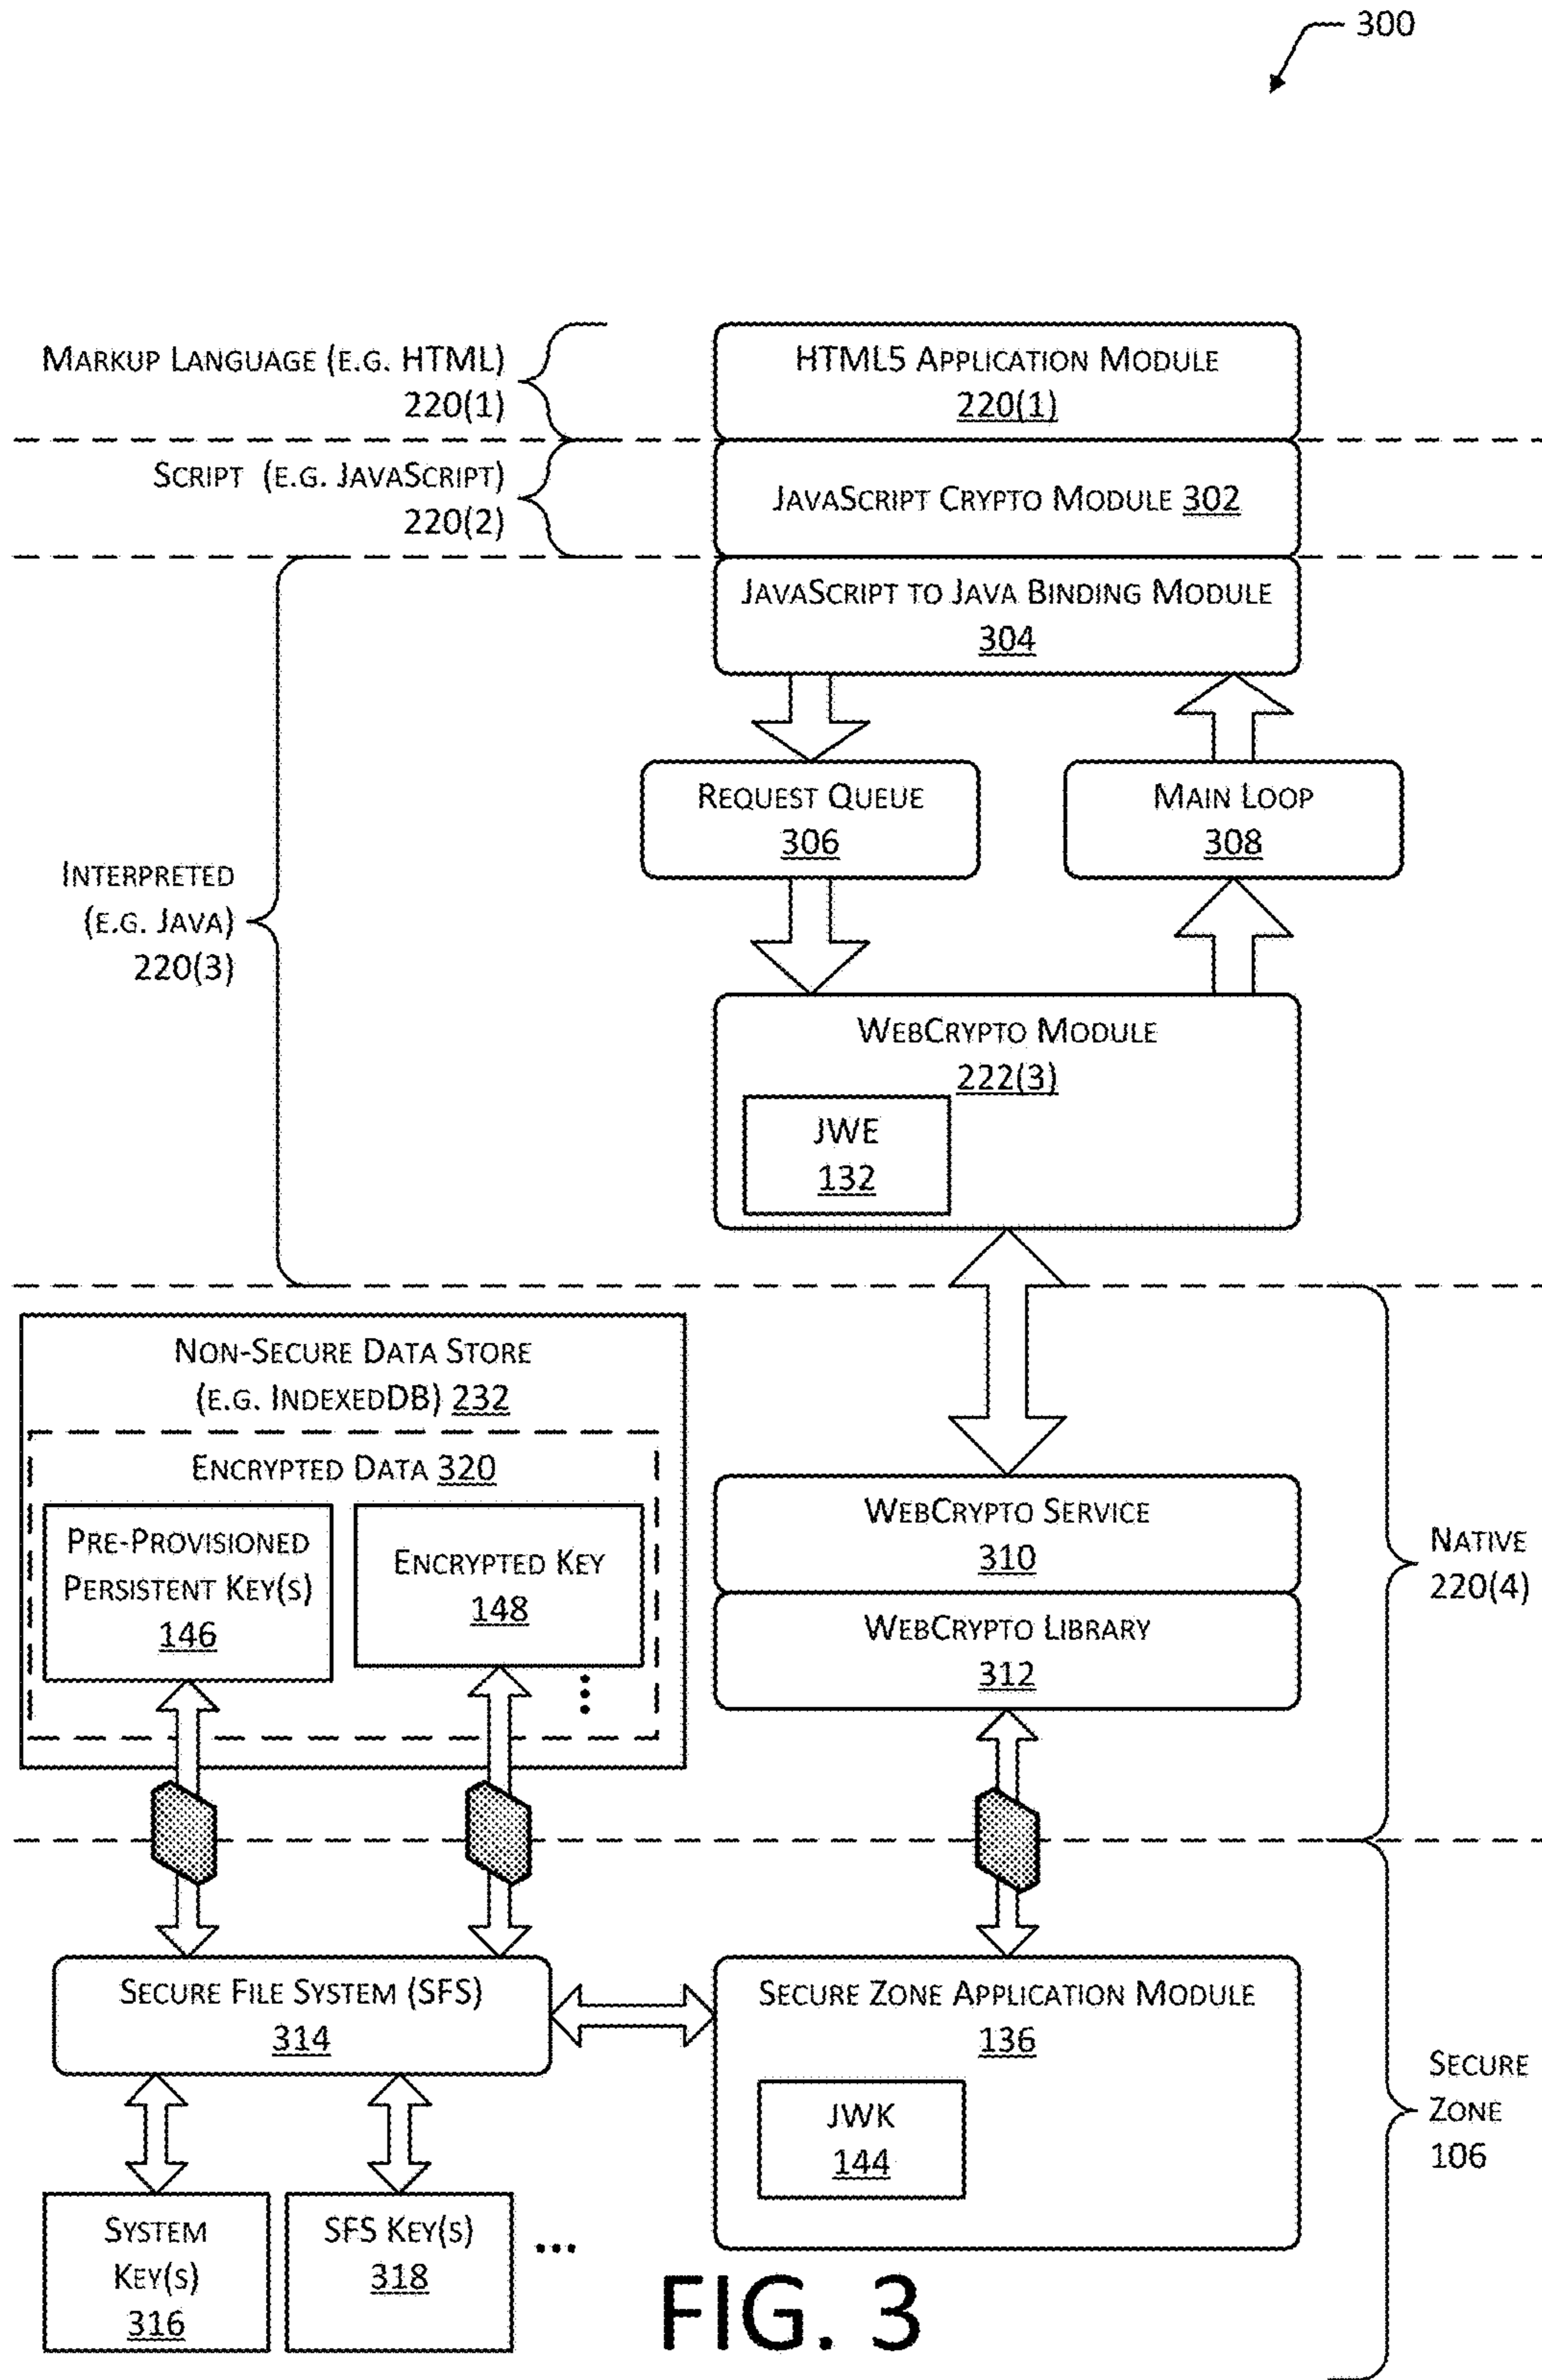 300
Markup Language (e.g. HTML)
220(1)
HTML5 Application Module
220(1)
Script (e.g. JavaScript)
220(2)
JavaScript Crypto Module 302
JavaScript to Java Binding Module
304
Request Queue
306
Main Loop
308
Interpreted
(e.g. Java)
220(3)
WebCrypto Module
222(3)
JWE
132
Non-Secure Data Store
(e.g. IndexedDB) 232
Encrypted Data 320
Pre-Provisioned
Persistent Key(s)
146
Encrypted Key
148
WebCrypto Service
310
WebCrypto Library
312
Native
220(4)
Secure File System (SFS)
314
Secure Zone Application Module
136
JWK
144
Secure
Zone
106
System
Key(s)
316
SFS Key(s)
318
FIG. 3